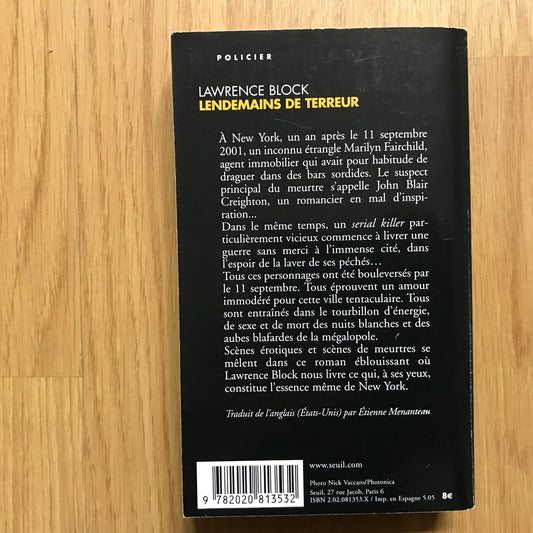 POLICIER
LAWRENCE BLOCK
LENDEMAINS DE TERREUR
À New York, un an après le 11 septembre
2001, un inconnu étrangle Marilyn Fairchild,
agent immobilier qui avait pour habitude de
draguer dans des bars sordides. Le suspect
principal du meurtre s'appelle John Blair
Creighton, un romancier en mal d'inspi-
ration...
Dans le même temps, un serial killer par-
ticulièrement vicieux commence à livrer une
guerre sans merci à l'immense cité, dans
l'espoir de la laver de ses péchés…
Tous ces personnages ont été bouleversés par
le 11 septembre. Tous éprouvent un amour
immodéré pour cette ville tentaculaire. Tous
sont entraînés dans le tourbillon d'énergie,
de sexe et de mort des nuits blanches et des
aubes blafardes de la mégalopole.
Scènes érotiques et scènes de meurtres se
mêlent dans ce roman éblouissant où
Lawrence Block nous livre ce qui, à ses yeux,
constitue l'essence même de New York.
Traduit de l'anglais (États-Unis) par Étienne Menanteau
www.seuil.com
Photo Nick Vaccaro/Photonica
Seuil, 27 rue Jacob, Paris 6
ISBN 2.02.081353.X / Imp. en Espagne 5.05
8€
9 782020 813532